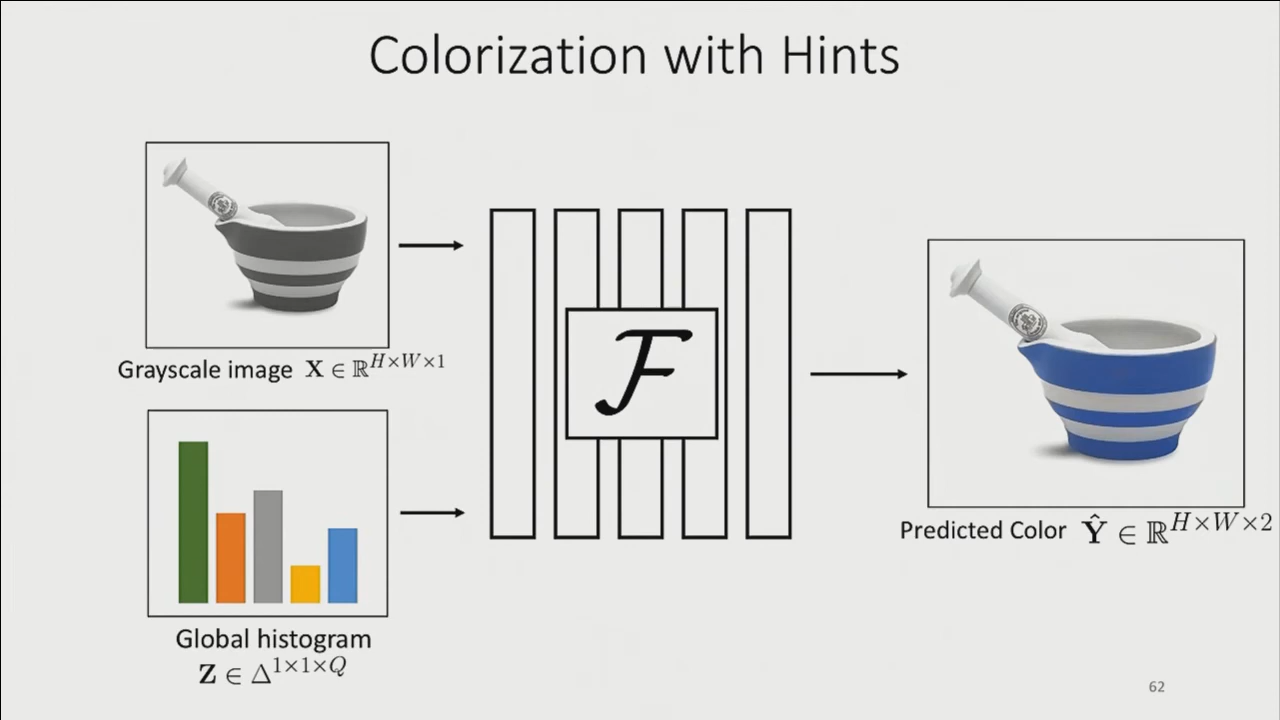 Colorization with Hints
Grayscale image X ∈ ℝ^{H×W×1}
ℱ
Global histogram
Z ∈ Δ^{1×1×Q}
Predicted Color Ŷ ∈ ℝ^{H×W×2}
62